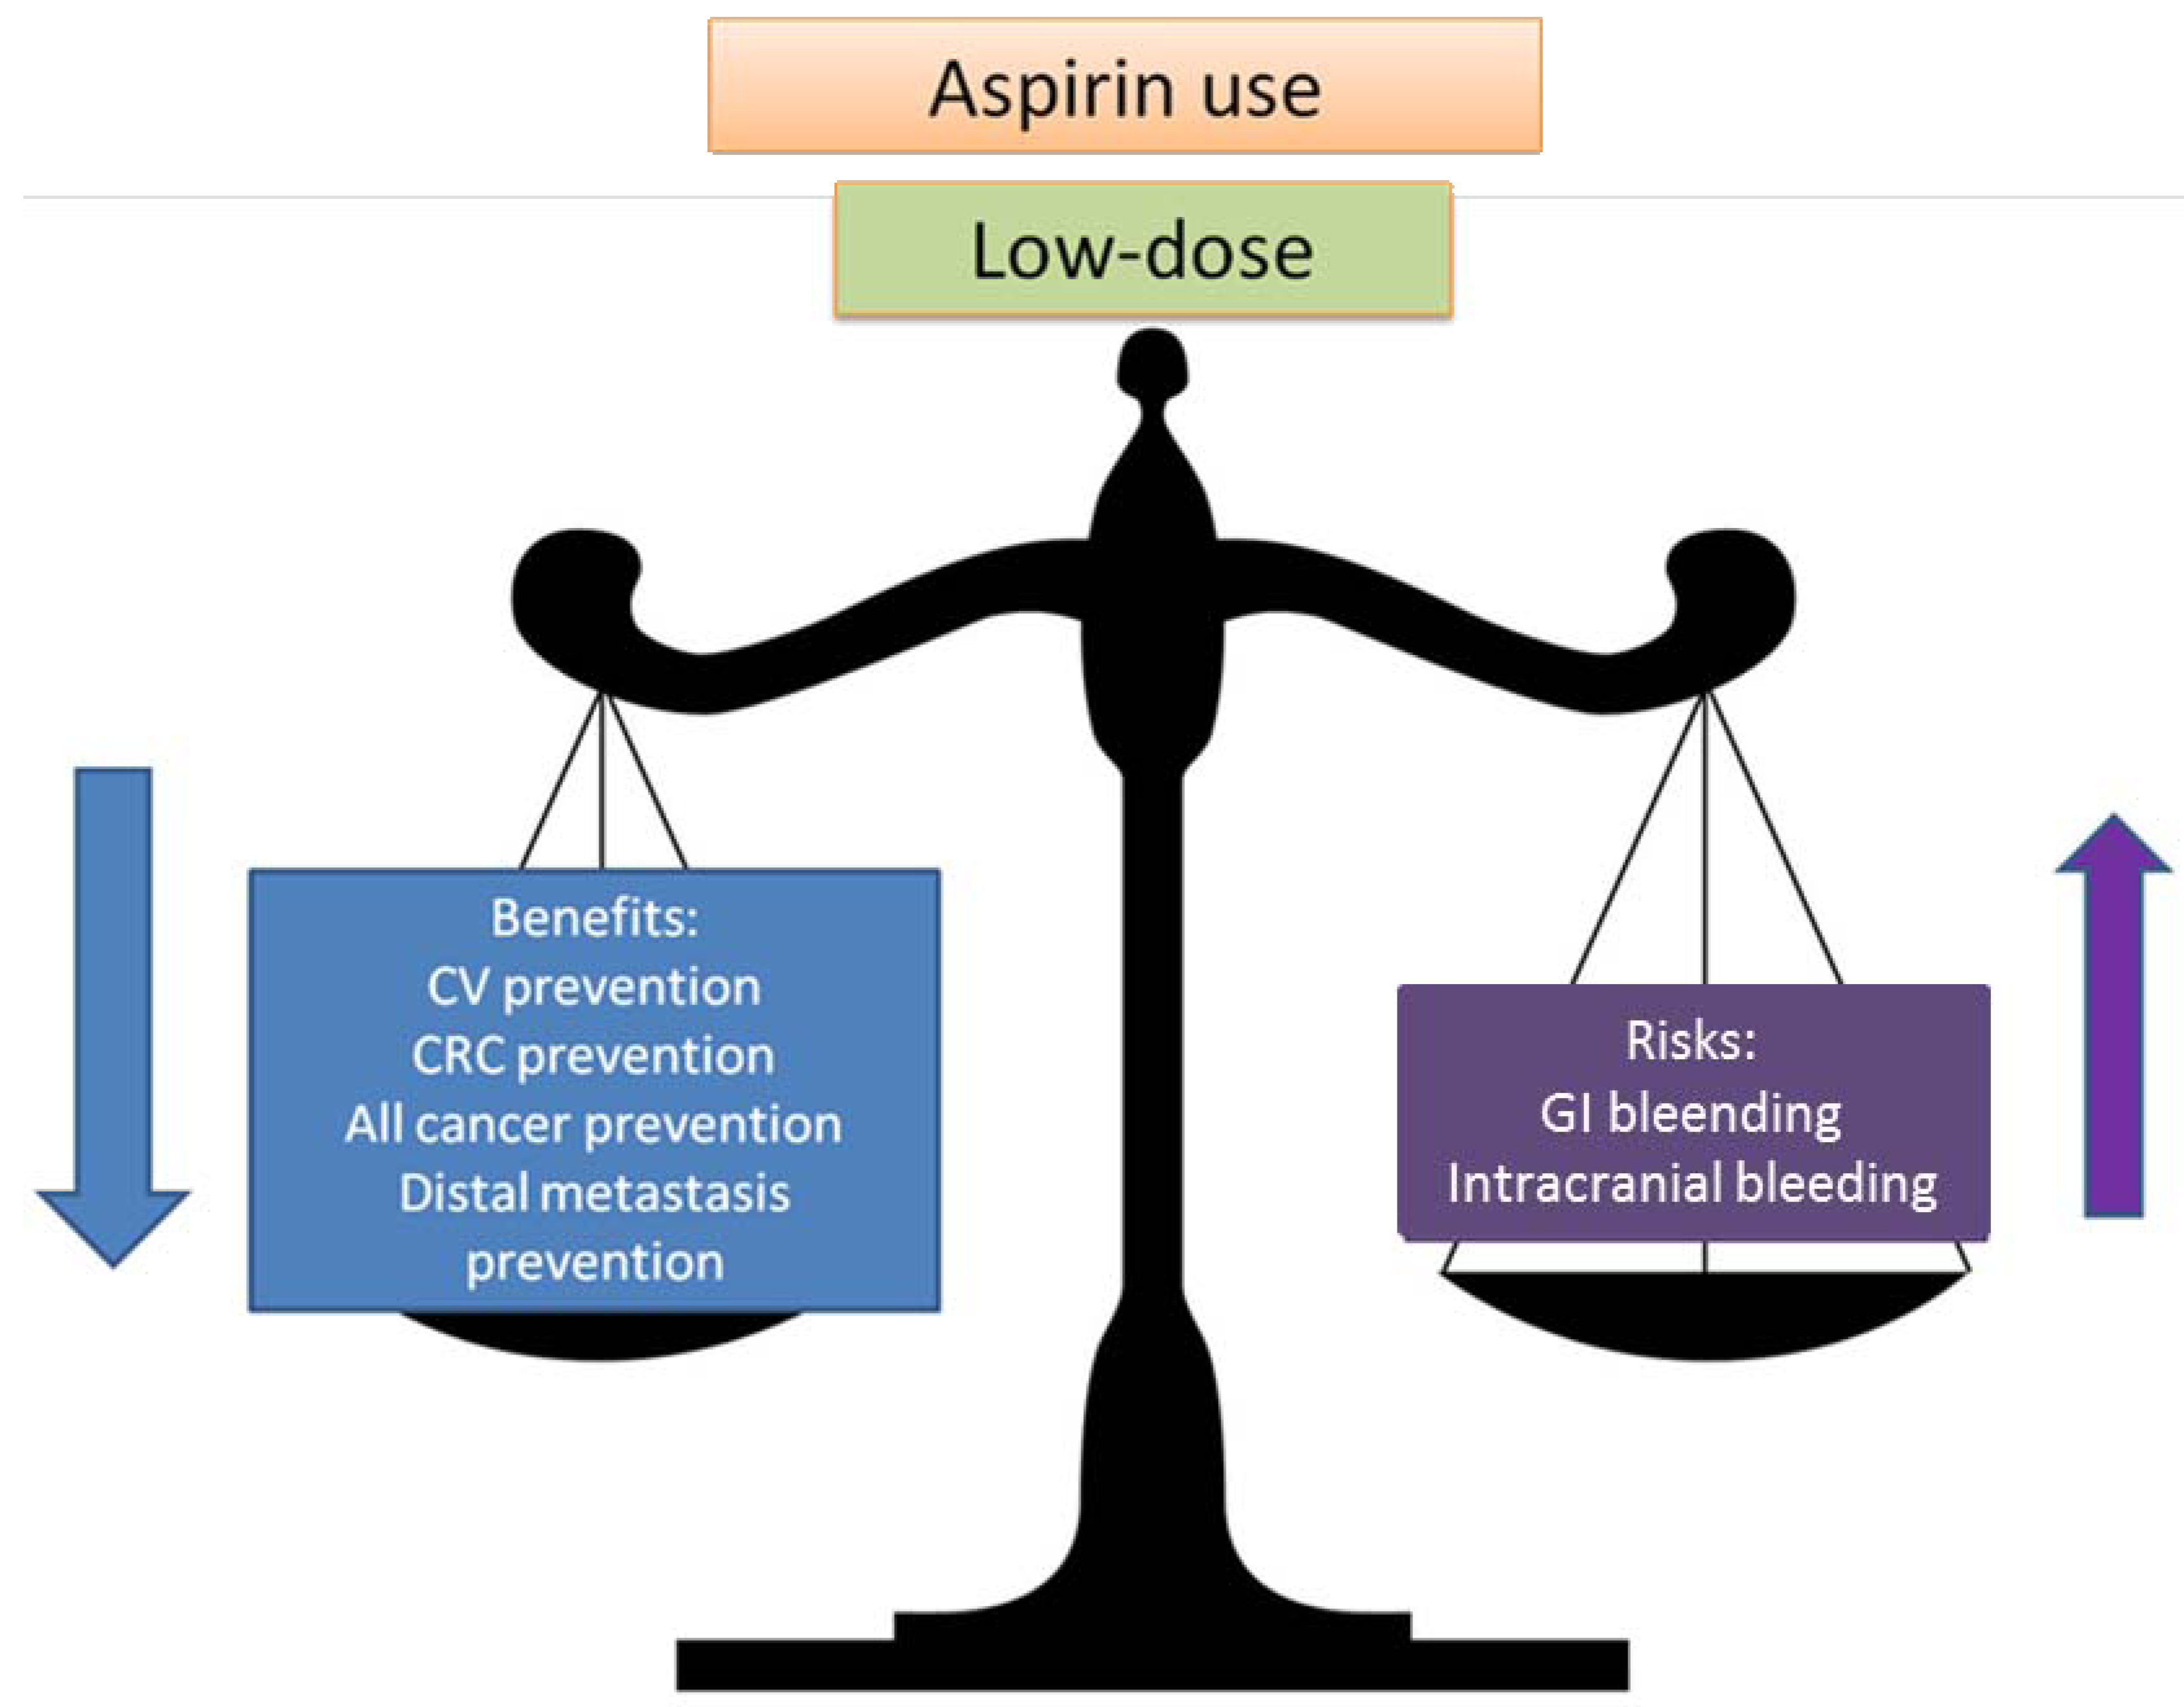 Aspirin use
Low-dose
Benefits:
CV prevention
CRC prevention
All cancer prevention
Distal metastasis
prevention
Risks:
GI bleending
Intracranial bleeding